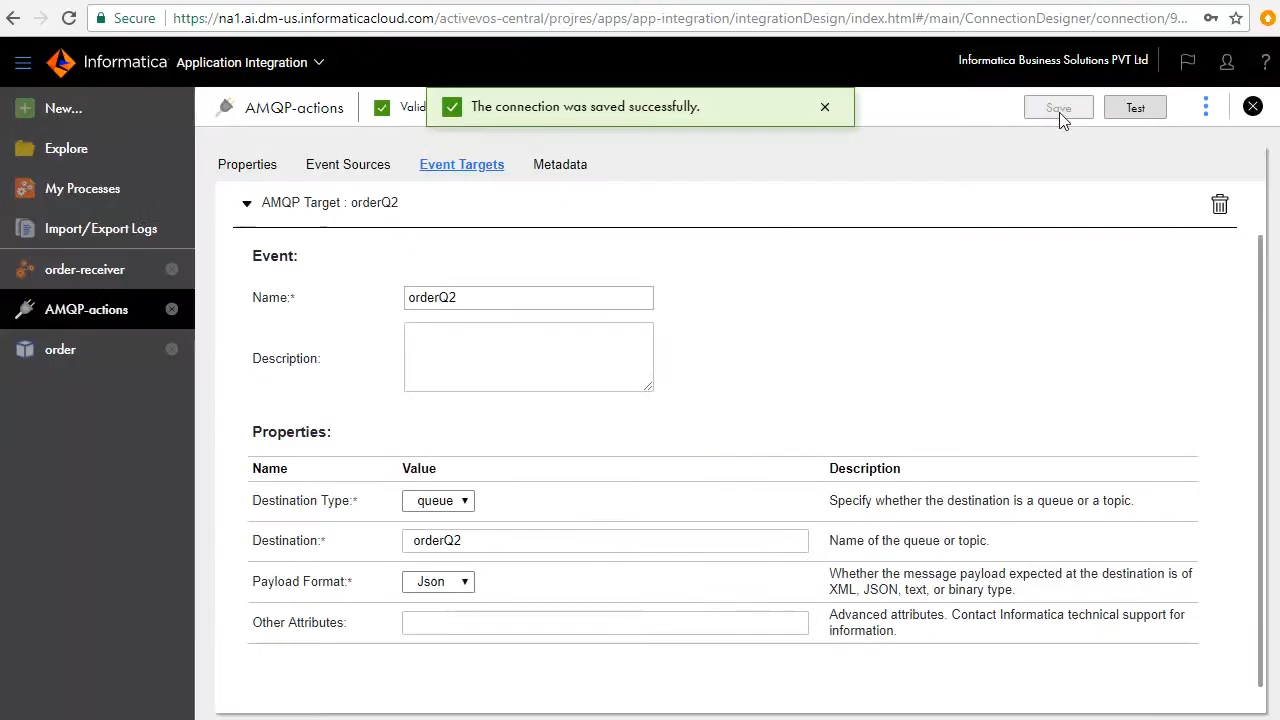 Secure https://na1.ai.dm-us.informaticacloud.com/activevos-central/projres/apps/app-integration/integrationDesign/index.html#/main/ConnectionDesigner/connection/9...
Informatica Application Integration
Informatica Business Solutions PVT Ltd
?
New...
Explore
My Processes
Import/Export Logs
order-receiver
AMQP-actions
order
AMQP-actions Valid
The connection was saved successfully.
Save Test
Properties Event Sources Event Targets Metadata
AMQP Target : orderQ2
Event:
Name:* orderQ2
Description:
Properties:
Name Value Description
Destination Type:* queue Specify whether the destination is a queue or a topic.
Destination:* orderQ2 Name of the queue or topic.
Payload Format:* Json Whether the message payload expected at the destination is of
XML, JSON, text, or binary type.
Other Attributes: Advanced attributes. Contact Informatica technical support for
information.